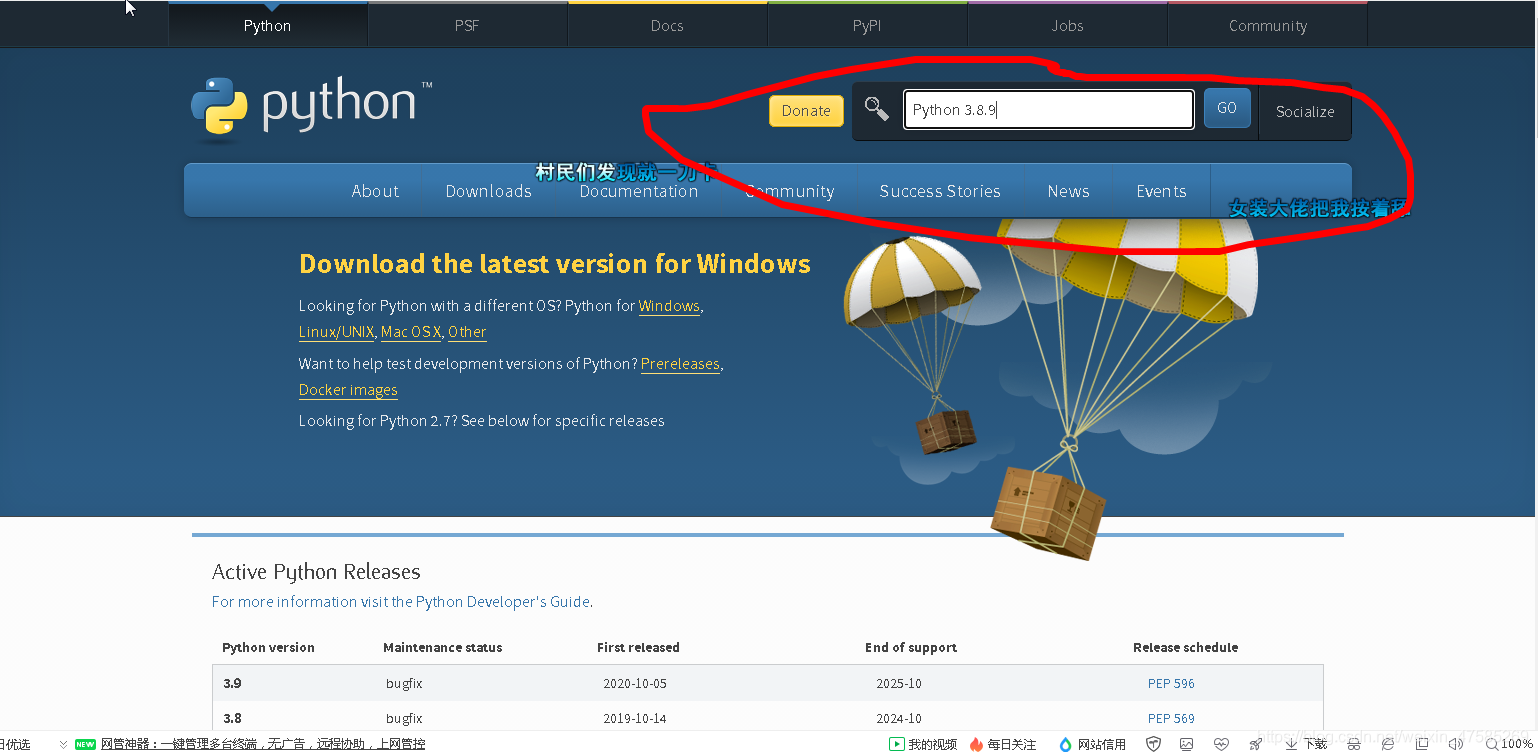 Python PSF Docs PyPI Jobs Community
python™
Donate Python 3.8.9 GO Socialize
村民们发现就一刀卡
About Downloads Documentation Community Success Stories News Events
女装大佬把我按着舔
Download the latest version for Windows
Looking for Python with a different OS? Python for Windows,
Linux/UNIX, Mac OS X, Other
Want to help test development versions of Python? Prereleases,
Docker images
Looking for Python 2.7? See below for specific releases
Active Python Releases
For more information visit the Python Developer's Guide.
Python version Maintenance status First released End of support Release schedule
3.9 bugfix 2020-10-05 2025-10 PEP 596
3.8 bugfix 2019-10-14 2024-10 PEP 569
日优选 NEW 网管神器：一键管理多台终端，无广告，远程协助，上网管控 我的视频 每日关注 网站信用 下载 100%